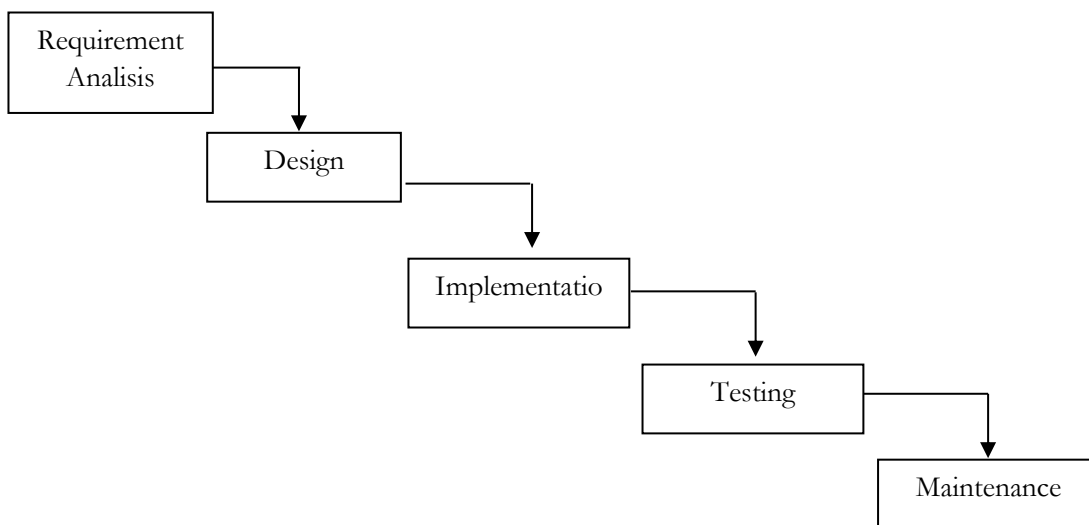 Requirement
Analisis
Design
Implementatio
Testing
Maintenance